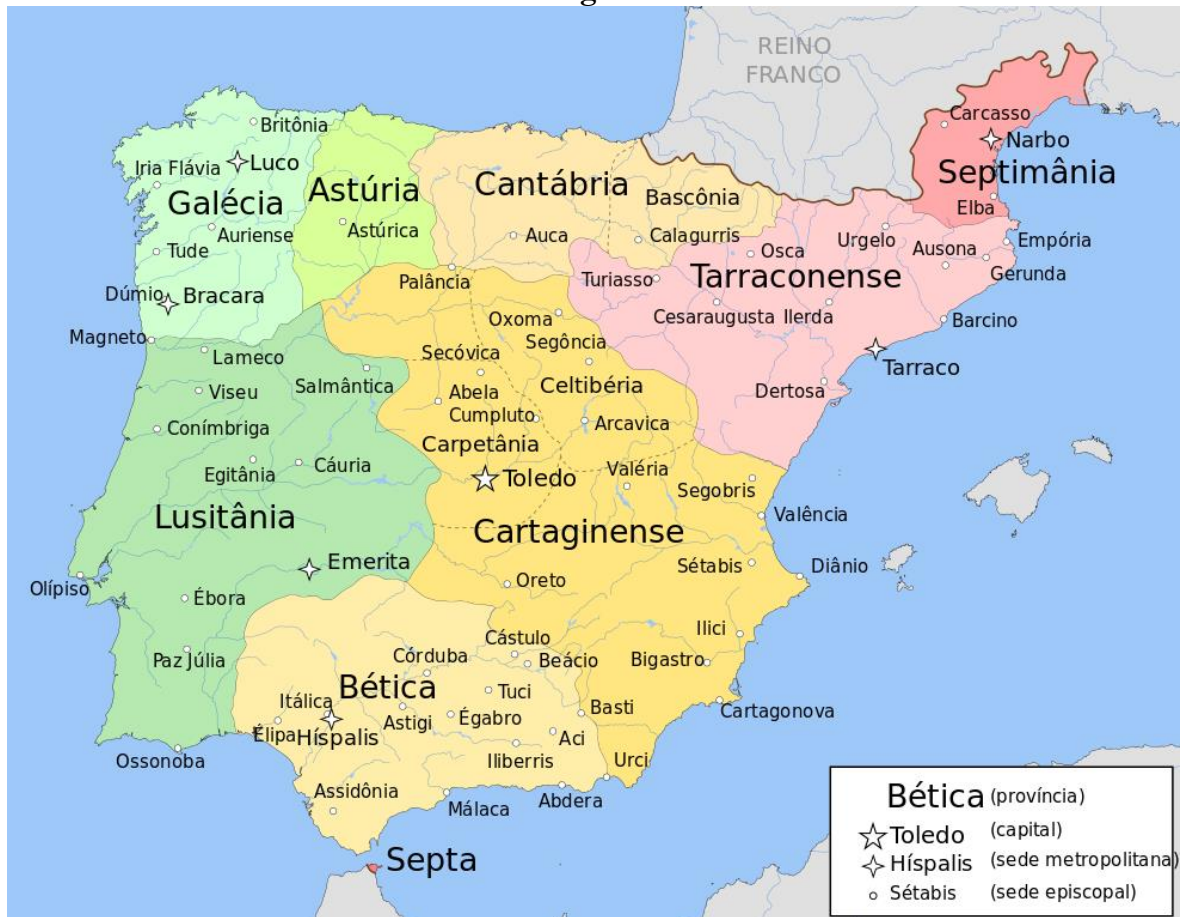 REINO
FRANCO
Carcasso
Narbo
Septimânia
Elba
Britônia
Iria Flávia
Luco
Galécia
Auriense
Tude
Dúmio
Bracara
Magneto
Astúria
Astúrica
Cantábria
Bascônia
Auca
Calagurris
Palância
Osca
Urgelo
Ausona
Empória
Gerunda
Turiasso
Tarraconense
Cesaraugusta
Ilerda
Barcino
Tarraco
Dertosa
Oxoma
Segôncia
Secóvica
Celtibéria
Abela
Cumpluto
Arcavica
Carpetânia
Toledo
Valéria
Segobris
Cartaginense
Valência
Sétabis
Diânio
Oreto
Ilici
Bigastro
Cartagonova
Basti
Urci
Lameco
Salmântica
Viseu
Conímbriga
Egitânia
Cáuria
Lusitânia
Emerita
Olípiso
Ébora
Paz Júlia
Ossonoba
Cástulo
Beácio
Córduba
Bética
Tuci
Itálica
Astigi
Égabro
Élipa
Híspalis
Aci
Iliberris
Assidônia
Málaca
Abdera
Septa
Bética (província)
Toledo (capital)
Híspalis (sede metropolitana)
Sétabis (sede episcopal)